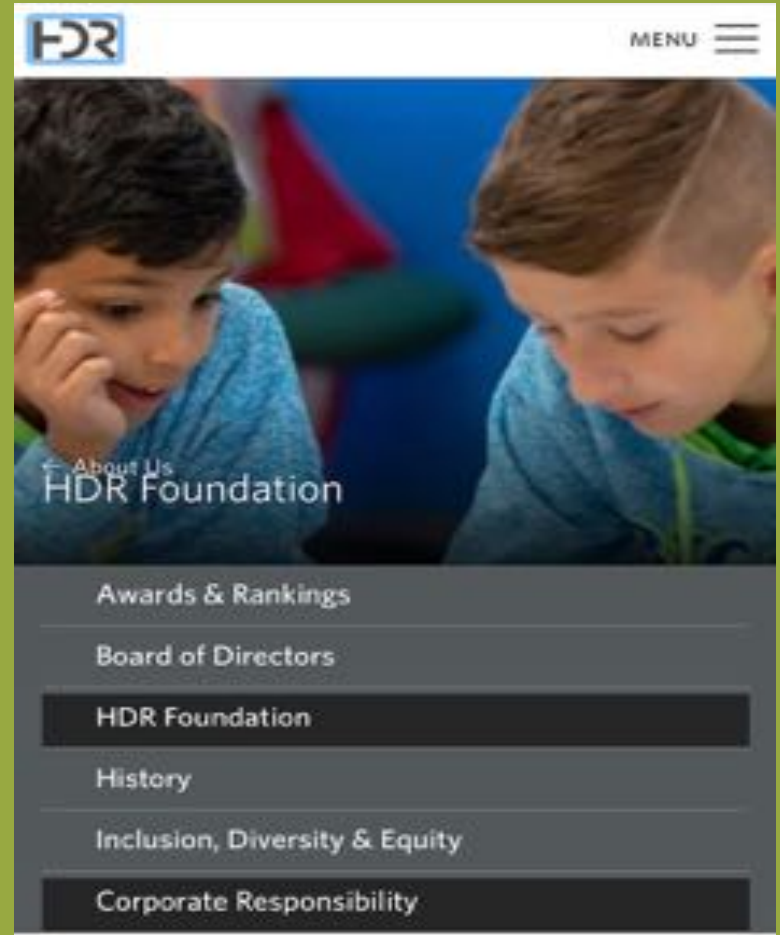 HDR
MENU
← About Us
HDR Foundation
Awards & Rankings
Board of Directors
HDR Foundation
History
Inclusion, Diversity & Equity
Corporate Responsibility